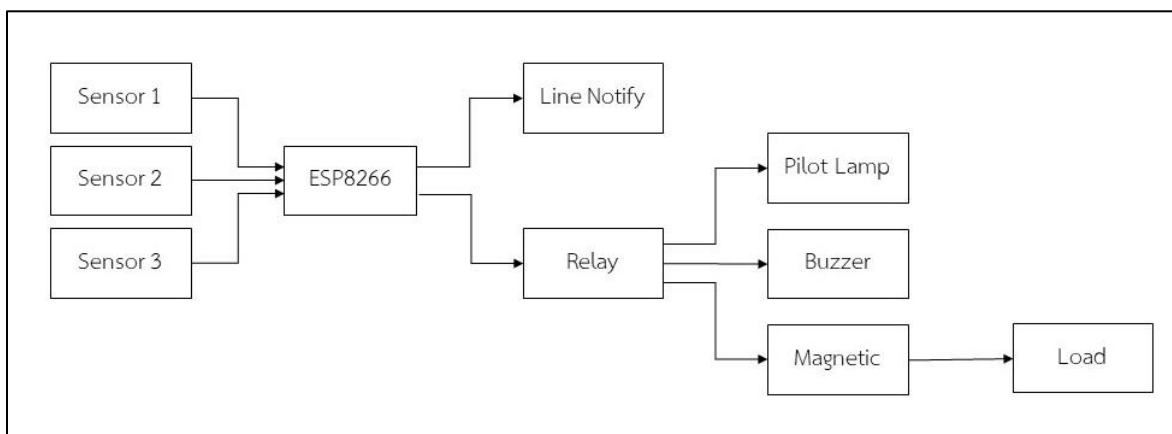 Sensor 1
Sensor 2
Sensor 3
ESP8266
Line Notify
Relay
Pilot Lamp
Buzzer
Magnetic
Load